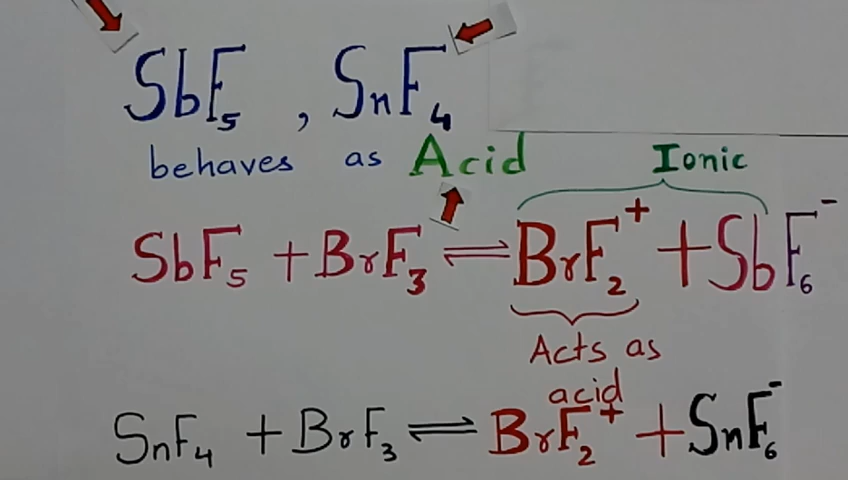 SbF₅ , SnF₄
behaves as Acid
Ionic
SbF₅ + BrF₃ ⇌ BrF₂⁺ + SbF₆⁻
Acts as
acid
SnF₄ + BrF₃ ⇌ BrF₂⁺ + SnF₆⁻